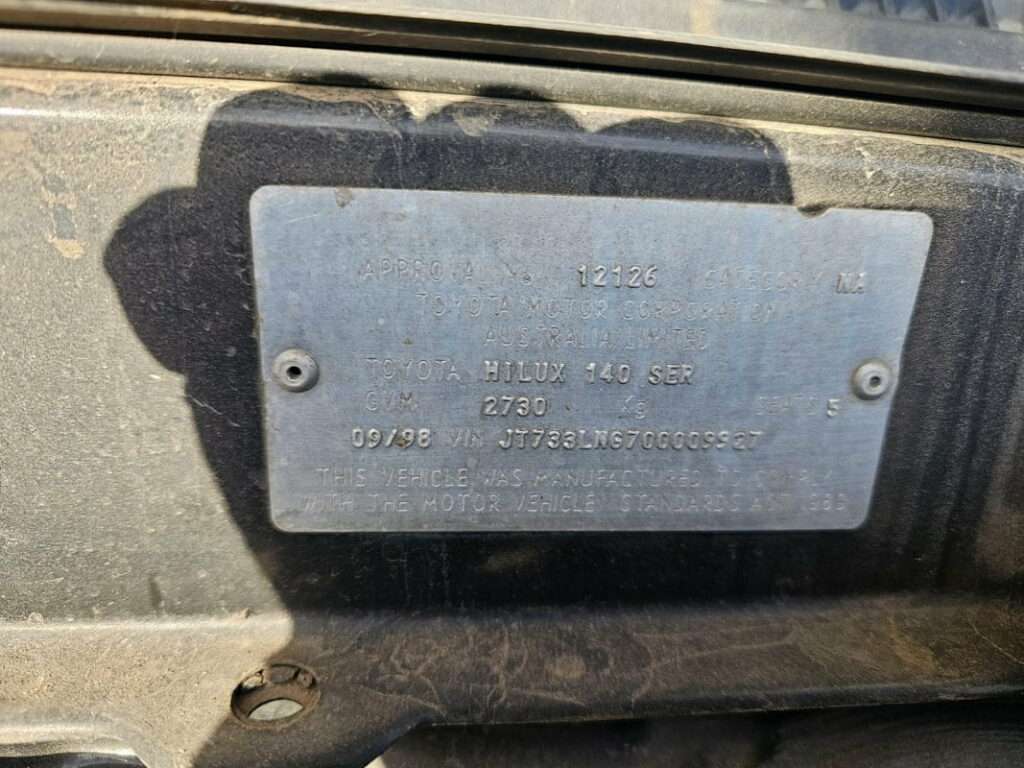 APPROVAL No. 12126 CATEGORY NA
TOYOTA MOTOR CORPORATION
AUSTRALIA LIMITED
TOYOTA HILUX 140 SER
GVM 2730 Kg SEATS 5
09/98 VIN JT733LNG700009927
THIS VEHICLE WAS MANUFACTURED TO COMPLY
WITH THE MOTOR VEHICLE STANDARDS ACT 1989